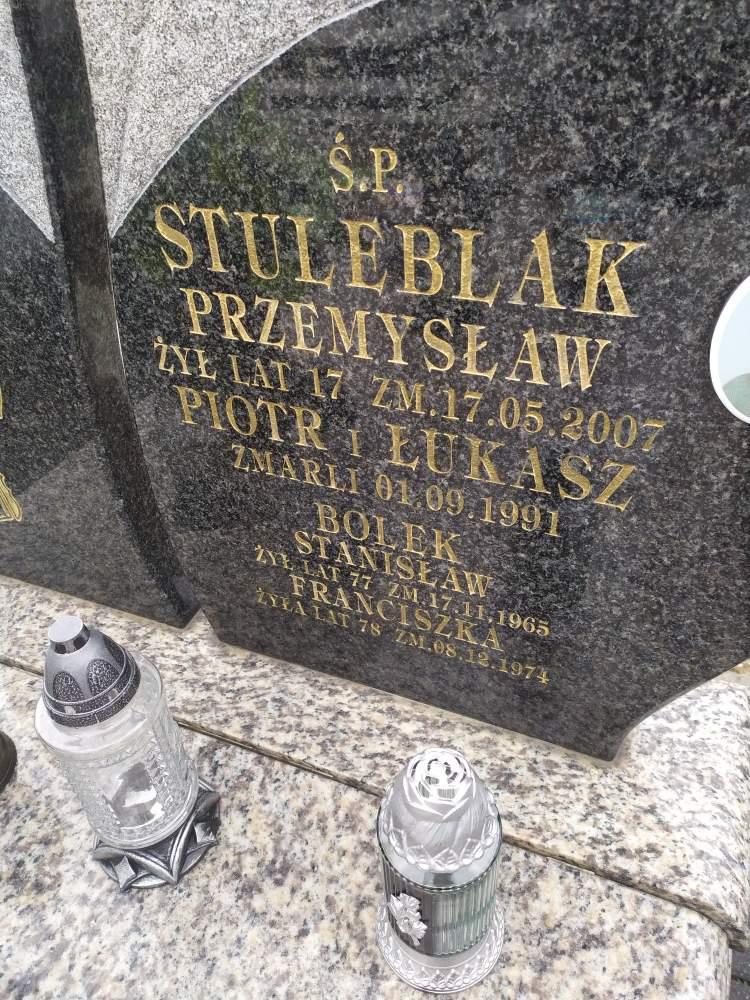 Ś.P.
STULEBLAK
PRZEMYSŁAW
ŻYŁ LAT 17 ZM.17.05.2007
PIOTR I ŁUKASZ
ZMARLI 01.09.1991
BOLEK
STANISŁAW
ŻYŁ LAT 77 ZM.17.11.1965
FRANCISZKA
ŻYŁA LAT 78 ZM.08.12.1974